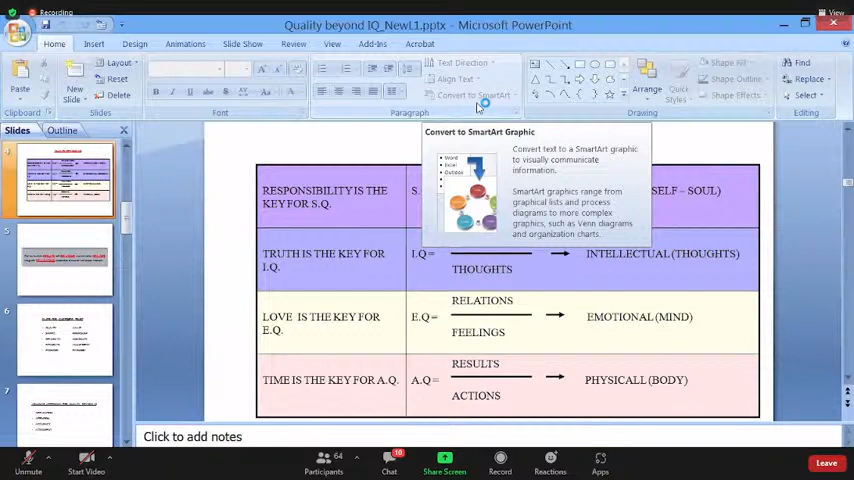 Recording
View
Quality beyond IQ_NewL1.pptx - Microsoft PowerPoint
Home Insert Design Animations Slide Show Review View Add-Ins Acrobat
Paste
New Slide
Layout
Reset
Delete
Text Direction
Align Text
Convert to SmartArt
Arrange
Quick Styles
Shape Fill
Shape Outline
Shape Effects
Find
Replace
Select
Clipboard Slides Font Paragraph Drawing Editing
Slides Outline
Convert to SmartArt Graphic
Convert text to a SmartArt graphic
to visually communicate
information.
SmartArt graphics range from
graphical lists and process
diagrams to more complex
graphics, such as Venn diagrams
and organization charts.
Word
Excel
Outlook
4
5
6
7
RESPONSIBILITY IS THE
KEY FOR S.Q.
S.
SELF – SOUL)
TRUTH IS THE KEY FOR
I.Q.
I.Q =
THOUGHTS
INTELLECTUAL (THOUGHTS)
LOVE IS THE KEY FOR
E.Q.
E.Q =
RELATIONS
FEELINGS
EMOTIONAL (MIND)
TIME IS THE KEY FOR A.Q.
A.Q =
RESULTS
ACTIONS
PHYSICALL (BODY)
Click to add notes
Unmute
Start Video
64
Participants
10
Chat
Share Screen
Record
Reactions
Apps
Leave